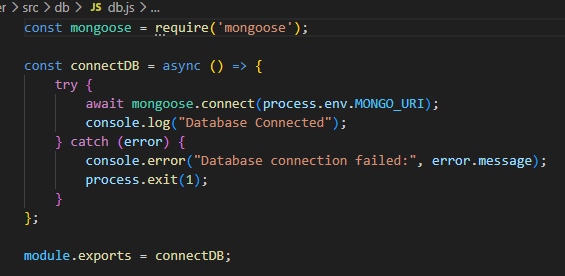 er > src > db > JS db.js > ...
const mongoose = require('mongoose');
const connectDB = async () => {
    try {
        await mongoose.connect(process.env.MONGO_URI);
        console.log("Database Connected");
    } catch (error) {
        console.error("Database connection failed:", error.message);
        process.exit(1);
    }
};
module.exports = connectDB;